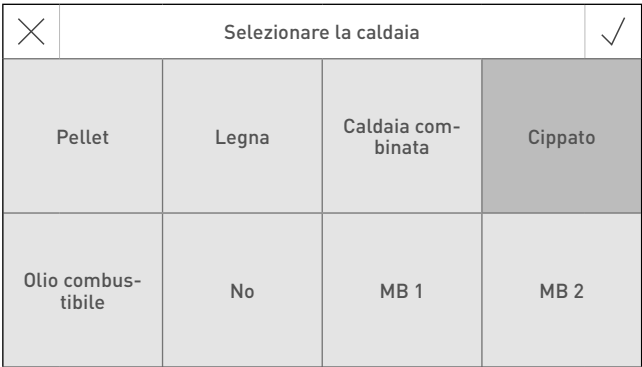 Selezionare la caldaia
Pellet
Legna
Caldaia com-
binata
Cippato
Olio combus-
tibile
No
MB 1
MB 2